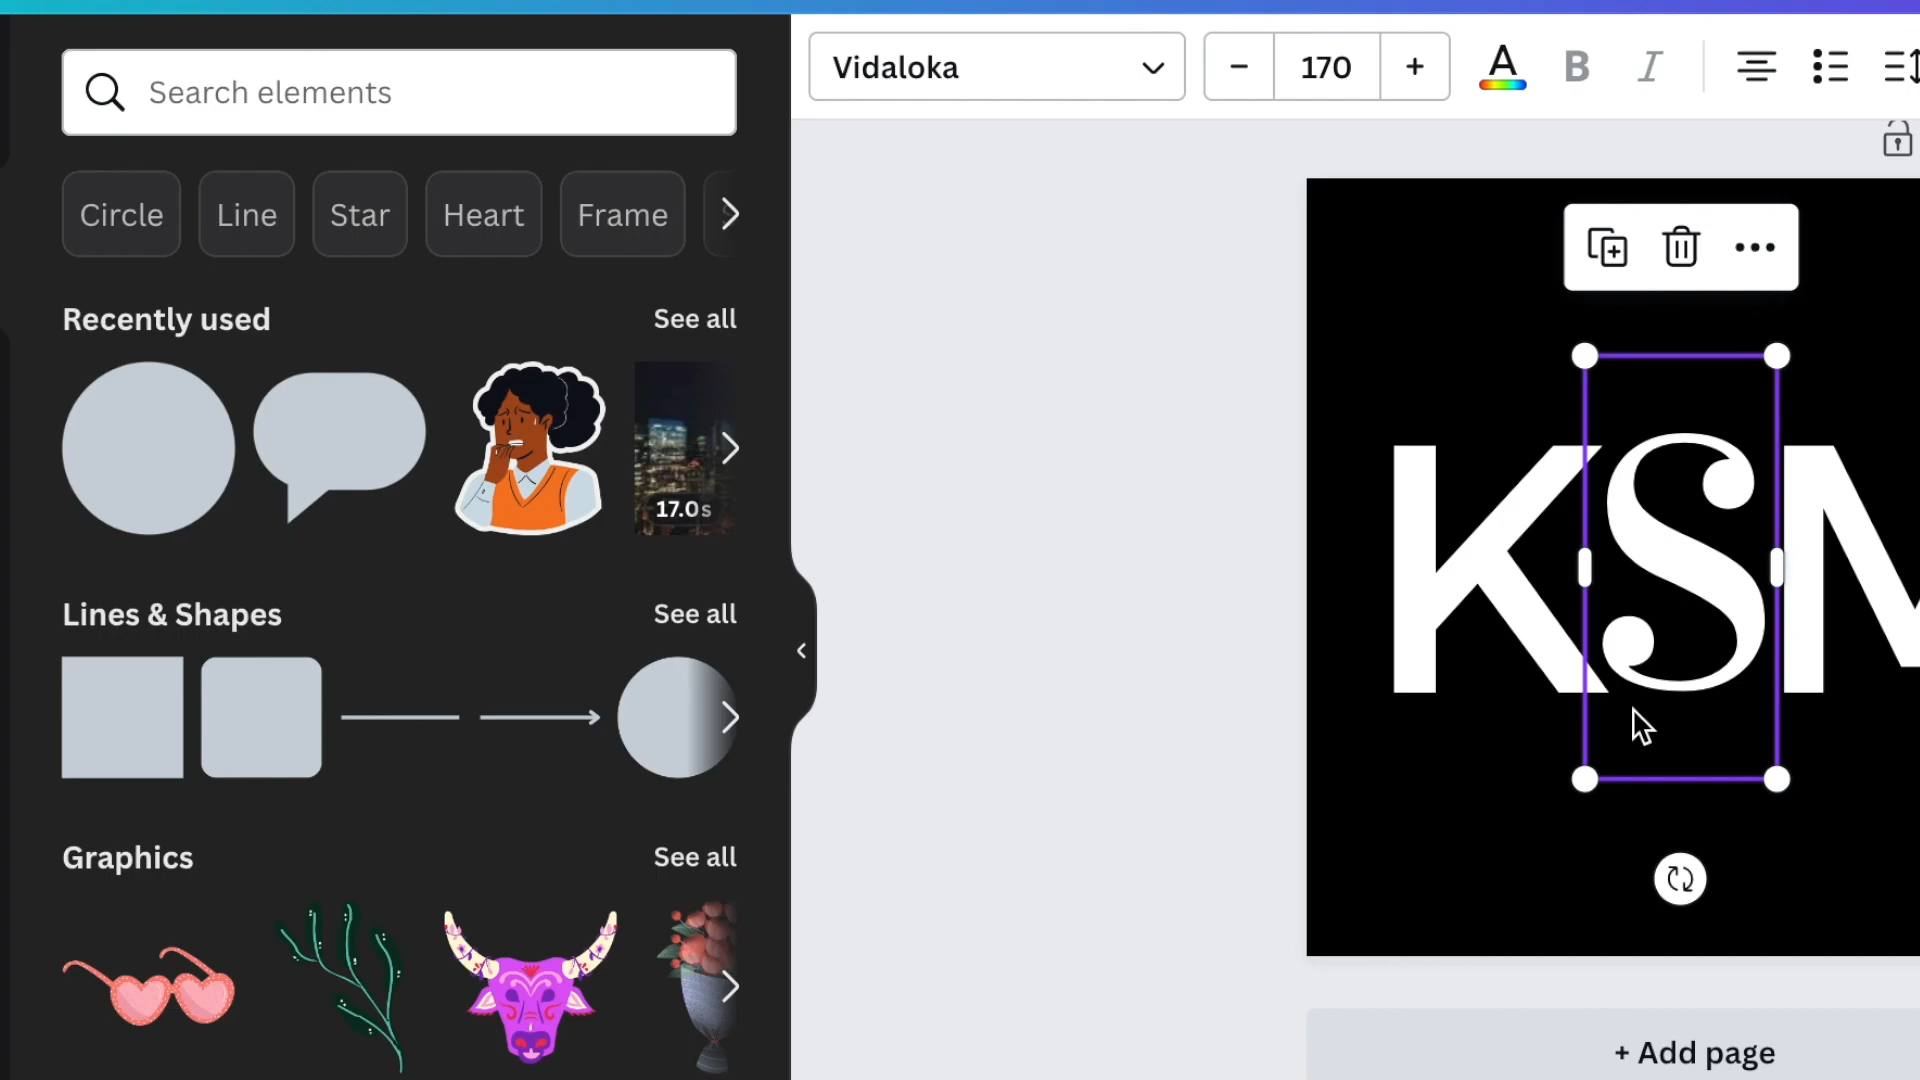 Search elements
Vidaloka
170
A
B
I
Circle
Line
Star
Heart
Frame
Recently used
See all
17.0s
Lines & Shapes
See all
Graphics
See all
KSM
+ Add page